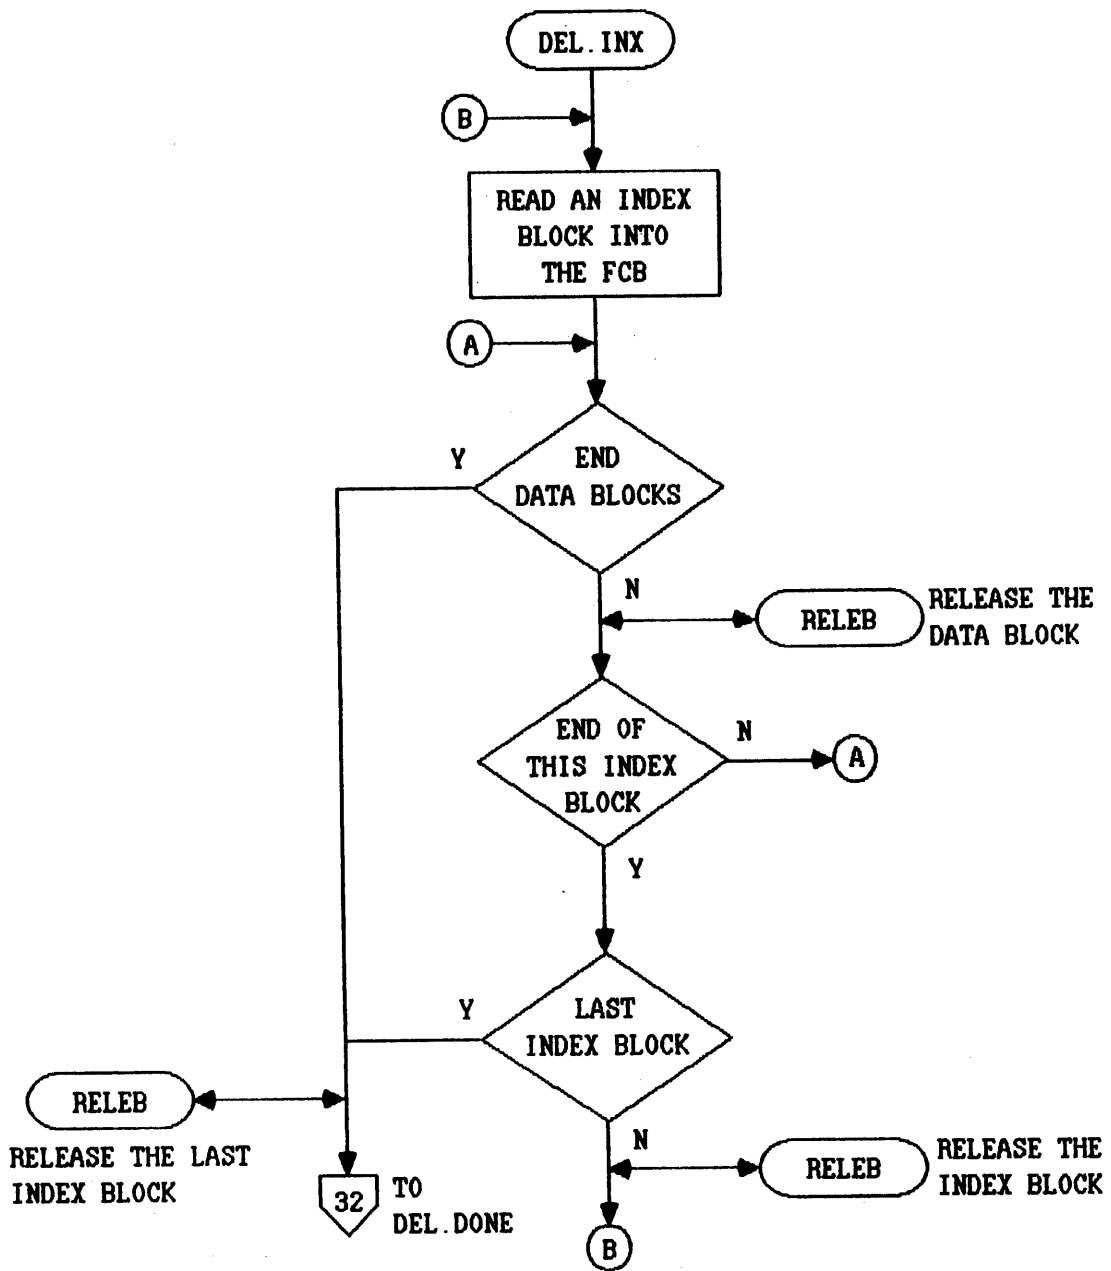 DEL.INX
B
READ AN INDEX
BLOCK INTO
THE FCB
A
Y
END
DATA BLOCKS
N
RELEB
RELEASE THE
DATA BLOCK
END OF
THIS INDEX
BLOCK
N
A
Y
Y
LAST
INDEX BLOCK
RELEB
RELEASE THE LAST
INDEX BLOCK
32
TO
DEL.DONE
N
RELEB
RELEASE THE
INDEX BLOCK
B